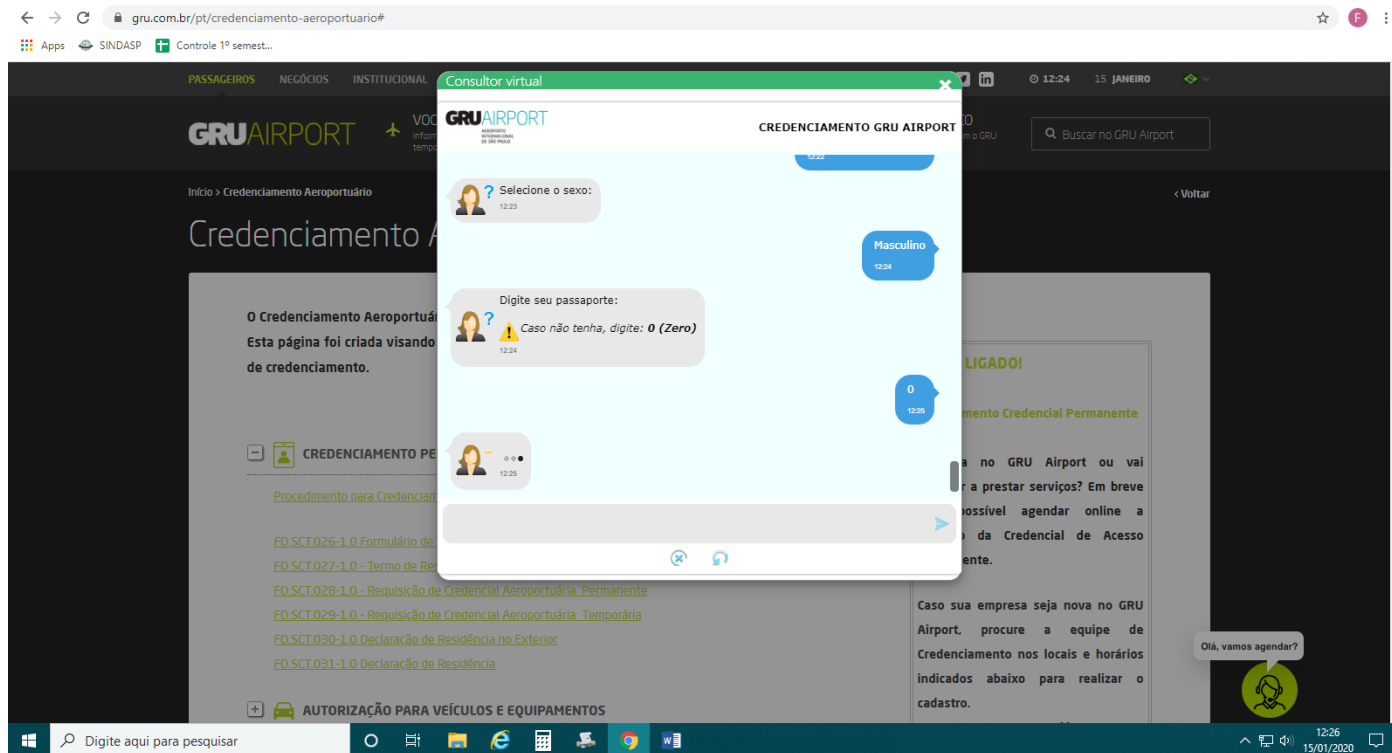 gru.com.br/pt/credenciamento-aeroportuario#
F
Apps SINDASP Controle 1º semest...
PASSAGEIROS NEGÓCIOS INSTITUCIONAL
in
12:24 15 JANEIRO
GRUAIRPORT
Buscar no GRU Airport
Início > Credenciamento Aeroportuário
< Voltar
Credenciamento A
Consultor virtual
GRUAIRPORT
AEROPORTO
INTERNACIONAL
DE SÃO PAULO
CREDENCIAMENTO GRU AIRPORT
12:22
Selecione o sexo:
12:23
Masculino
12:24
Digite seu passaporte:
Caso não tenha, digite: 0 (Zero)
12:24
0
12:25
12:25
O Credenciamento Aeroportuá
Esta página foi criada visando
de credenciamento.
CREDENCIAMENTO PE
Procedimento para Credenciam
FO.SCT.026-1.0 Formulário de
FO.SCT.027-1.0 - Termo de Res
FO.SCT.028-1.0 - Requisição de Credencial Aeroportuária Permanente
FO.SCT.029-1.0 - Requisição de Credencial Aeroportuária Temporária
FO.SCT.030-1.0 Declaração de Residência no Exterior
FO.SCT.031-1.0 Declaração de Residência
AUTORIZAÇÃO PARA VEÍCULOS E EQUIPAMENTOS
LIGADO!
mento Credencial Permanente
a no GRU Airport ou vai
r a prestar serviços? Em breve
possível agendar online a
o da Credencial de Acesso
ente.
Caso sua empresa seja nova no GRU
Airport, procure a equipe de
Credenciamento nos locais e horários
indicados abaixo para realizar o
cadastro.
Olá, vamos agendar?
Digite aqui para pesquisar
12:26
15/01/2020